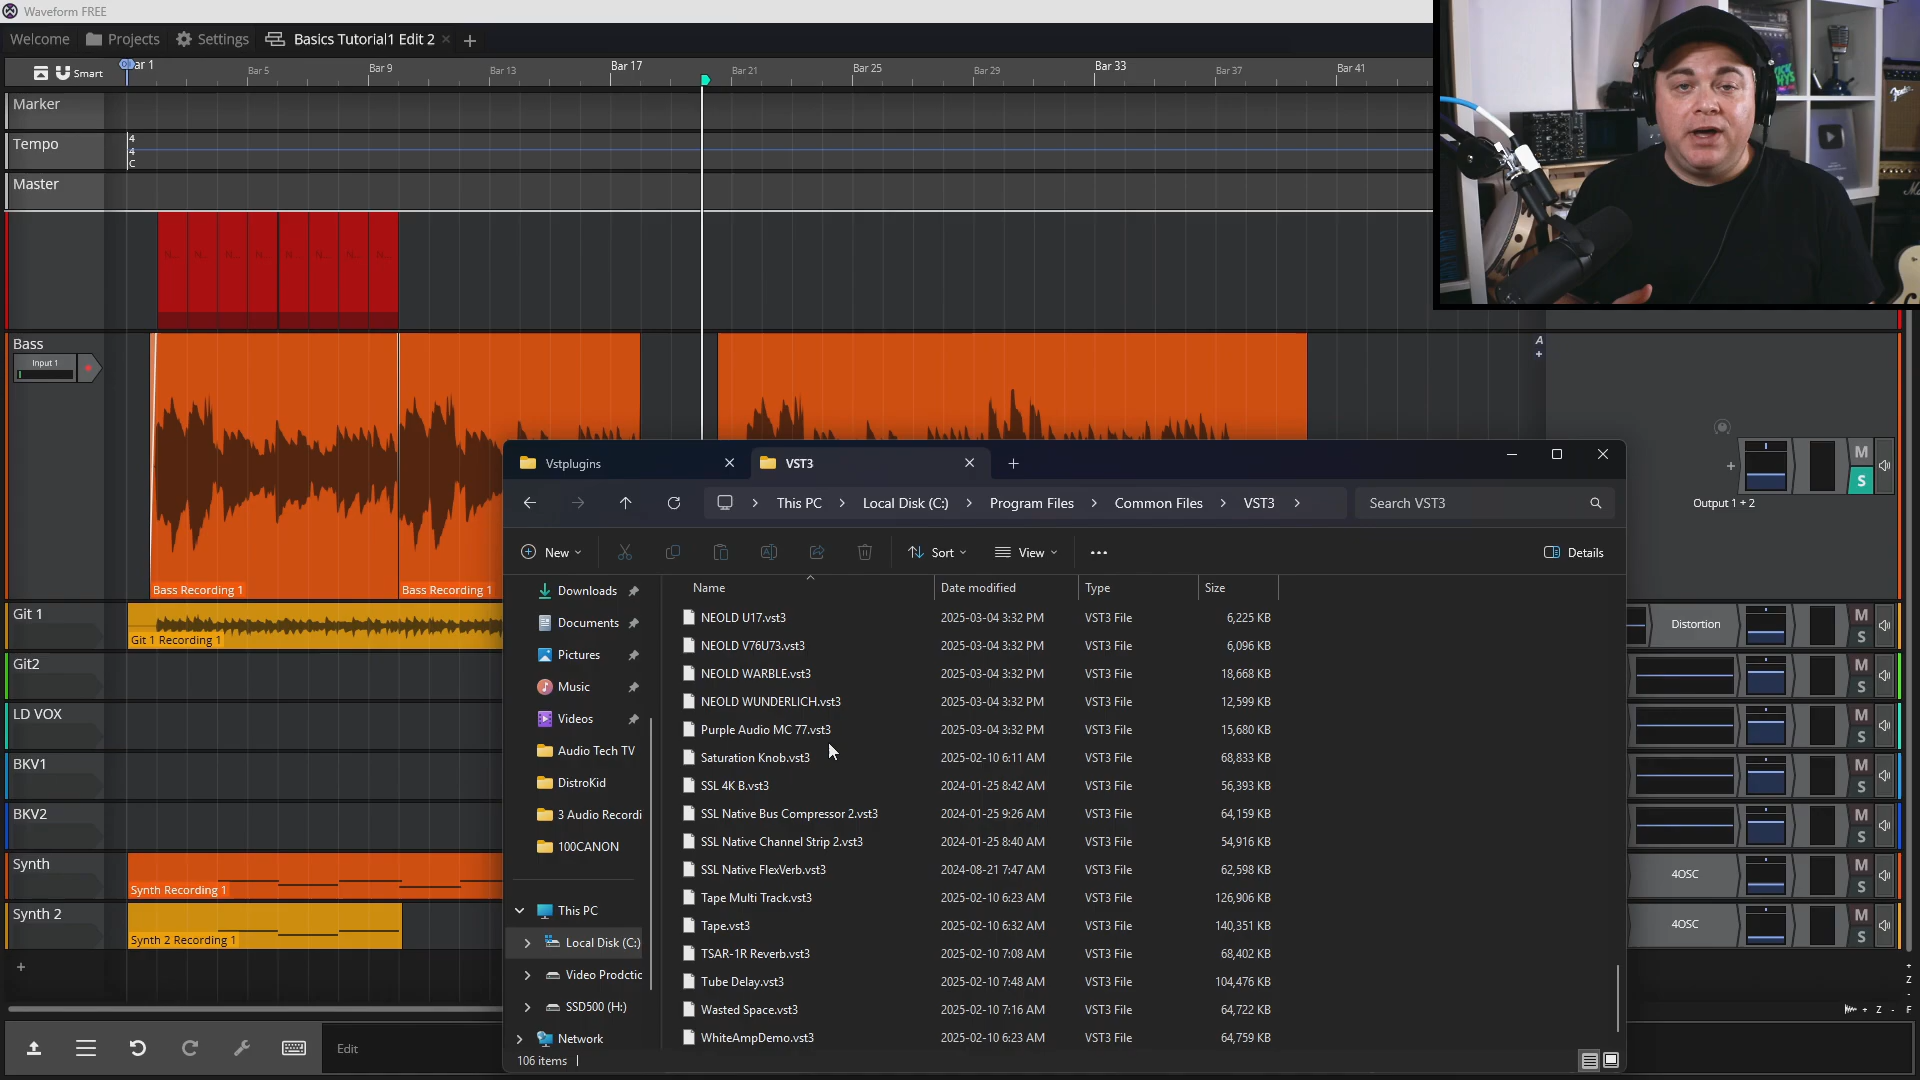 Waveform FREE
Welcome Projects Settings Basics Tutorial1 Edit 2
Smart
Bar 1 Bar 5 Bar 9 Bar 13 Bar 17 Bar 21 Bar 25 Bar 29 Bar 33 Bar 37 Bar 41
Marker
Tempo
4
4
C
Master
N... N... N... N... N... N... N... N...
Bass
Input 1
A
M
S
Output 1 + 2
Bass Recording 1 Bass Recording 1
Git 1
Git 1 Recording 1
Distortion
M
S
Git2
M
S
LD VOX
M
S
BKV1
M
S
BKV2
M
S
Synth
Synth Recording 1
4OSC
M
S
Synth 2
Synth 2 Recording 1
4OSC
M
S
Z
Z
F
Edit
Vstplugins
VST3
This PC > Local Disk (C:) > Program Files > Common Files > VST3 >
Search VST3
New Sort View Details
Downloads
Documents
Pictures
Music
Videos
Audio Tech TV
DistroKid
3 Audio Recordi
100CANON
This PC
Local Disk (C:)
Video Prodctic
SSD500 (H:)
Network
Name Date modified Type Size
NEOLD U17.vst3 2025-03-04 3:32 PM VST3 File 6,225 KB
NEOLD V76U73.vst3 2025-03-04 3:32 PM VST3 File 6,096 KB
NEOLD WARBLE.vst3 2025-03-04 3:32 PM VST3 File 18,668 KB
NEOLD WUNDERLICH.vst3 2025-03-04 3:32 PM VST3 File 12,599 KB
Purple Audio MC 77.vst3 2025-03-04 3:32 PM VST3 File 15,680 KB
Saturation Knob.vst3 2025-02-10 6:11 AM VST3 File 68,833 KB
SSL 4K B.vst3 2024-01-25 8:42 AM VST3 File 56,393 KB
SSL Native Bus Compressor 2.vst3 2024-01-25 9:26 AM VST3 File 64,159 KB
SSL Native Channel Strip 2.vst3 2024-01-25 8:40 AM VST3 File 54,916 KB
SSL Native FlexVerb.vst3 2024-08-21 7:47 AM VST3 File 62,598 KB
Tape Multi Track.vst3 2025-02-10 6:23 AM VST3 File 126,906 KB
Tape.vst3 2025-02-10 6:32 AM VST3 File 140,351 KB
TSAR-1R Reverb.vst3 2025-02-10 7:08 AM VST3 File 68,402 KB
Tube Delay.vst3 2025-02-10 7:48 AM VST3 File 104,476 KB
Wasted Space.vst3 2025-02-10 7:16 AM VST3 File 64,722 KB
WhiteAmpDemo.vst3 2025-02-10 6:23 AM VST3 File 64,759 KB
106 items
Fender